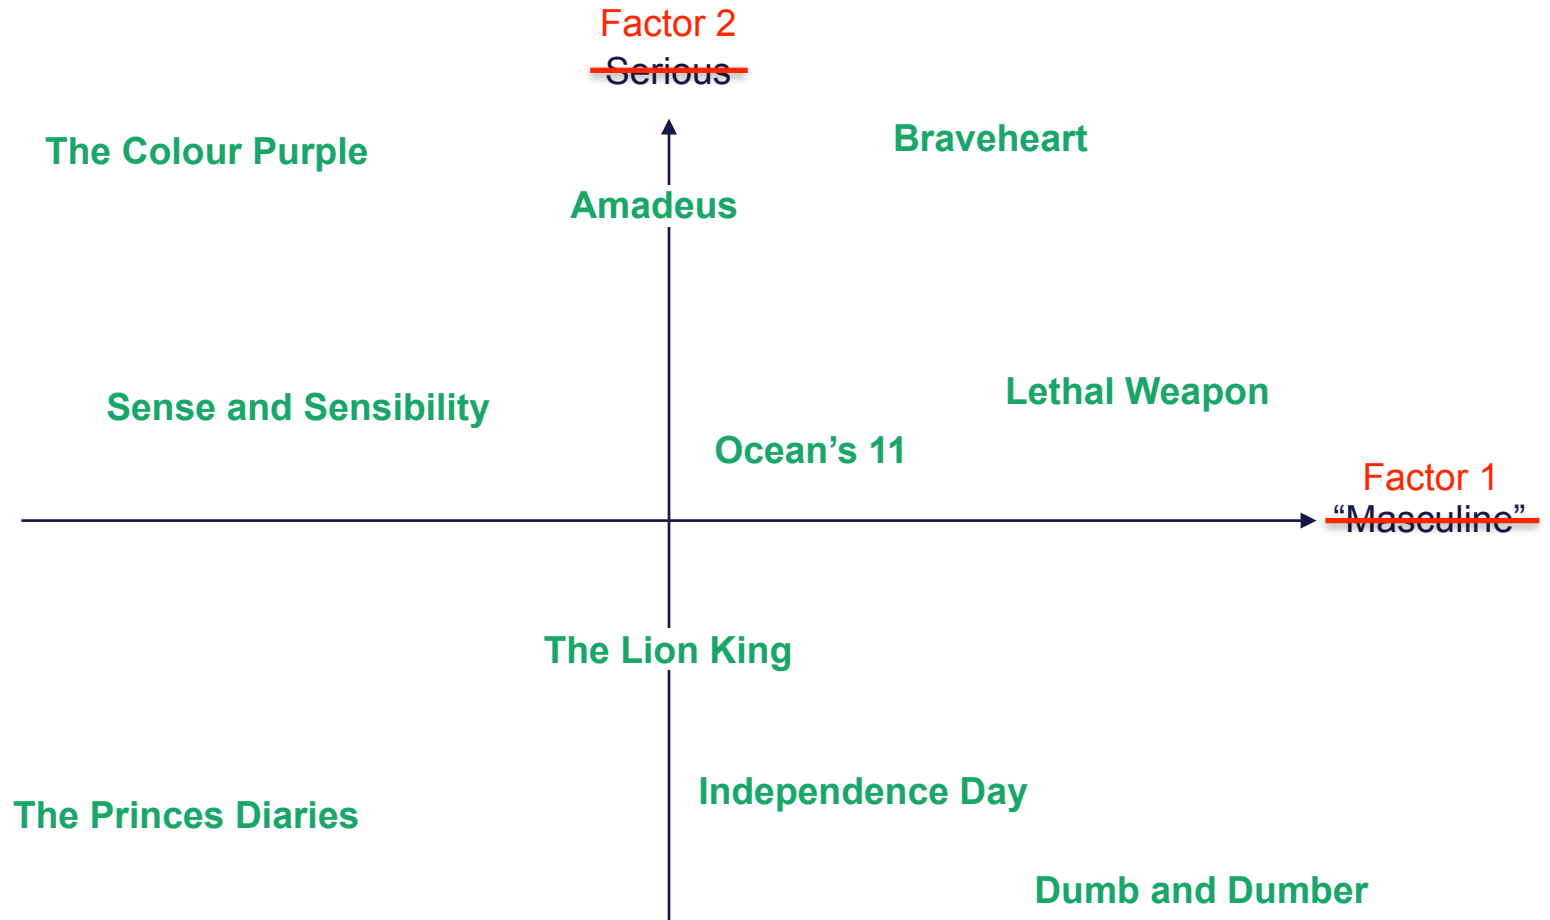 Factor 2
Serious
Braveheart
The Colour Purple
Amadeus
Lethal Weapon
Sense and Sensibility
Ocean’s 11
Factor 1
“Masculine”
The Lion King
Independence Day
The Princes Diaries
Dumb and Dumber